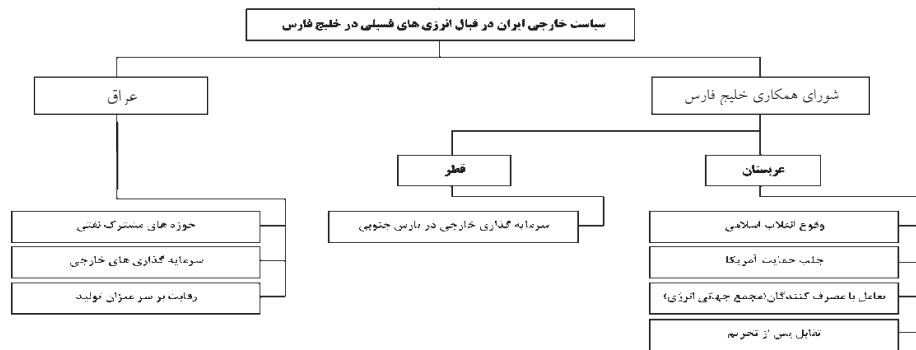 سیاست خارجی ایران در قبال انرژی های فسیلی در خلیج فارس
شورای همکاری خلیج فارس
عراق
عربستان
قطر
وقوع انقلاب اسلامی
جلب حمایت آمریکا
تعامل با مصرف کنندگان(مجمع جهانی انرژی)
تقابل پس از تحریم
سرمایه گذاری خارجی در پارس جنوبی
حوزه های مشترک نفتی
سرمایه گذاری های خارجی
رقابت بر سر میزان تولید